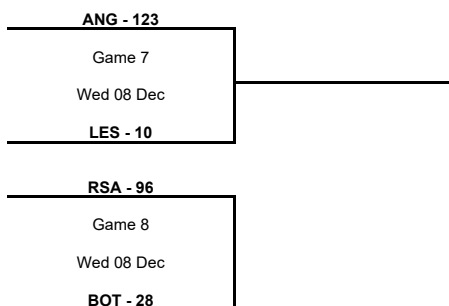 ANG - 123
Game 7
Wed 08 Dec
LES - 10
RSA - 96
Game 8
Wed 08 Dec
BOT - 28